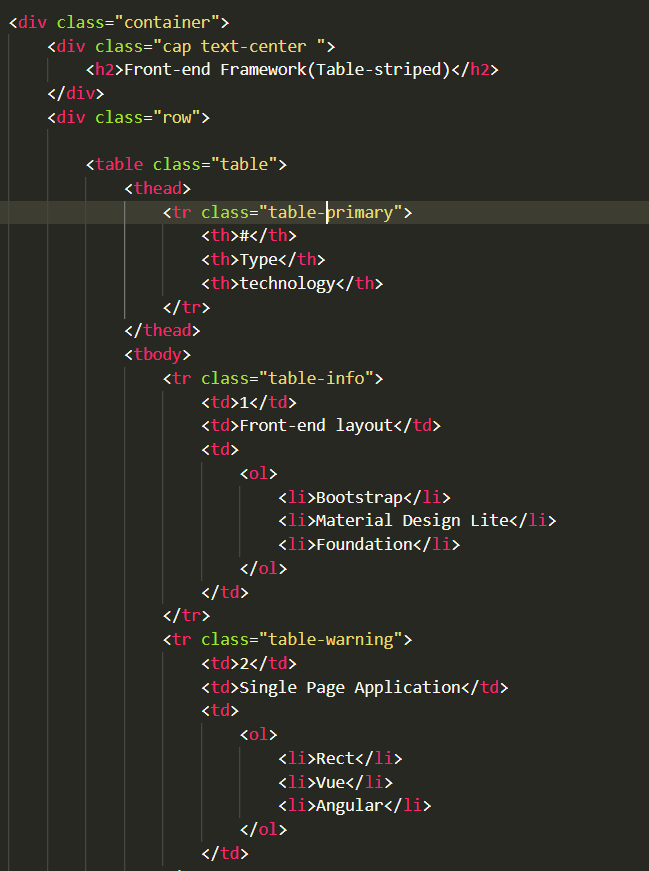 <div class="container">
<div class="cap text-center ">
<h2>Front-end Framework(Table-striped)</h2>
</div>
<div class="row">
<table class="table">
<thead>
<tr class="table-primary">
<th>#</th>
<th>Type</th>
<th>technology</th>
</tr>
</thead>
<tbody>
<tr class="table-info">
<td>1</td>
<td>Front-end layout</td>
<td>
<ol>
<li>Bootstrap</li>
<li>Material Design Lite</li>
<li>Foundation</li>
</ol>
</td>
</tr>
<tr class="table-warning">
<td>2</td>
<td>Single Page Application</td>
<td>
<ol>
<li>Rect</li>
<li>Vue</li>
<li>Angular</li>
</ol>
</td>